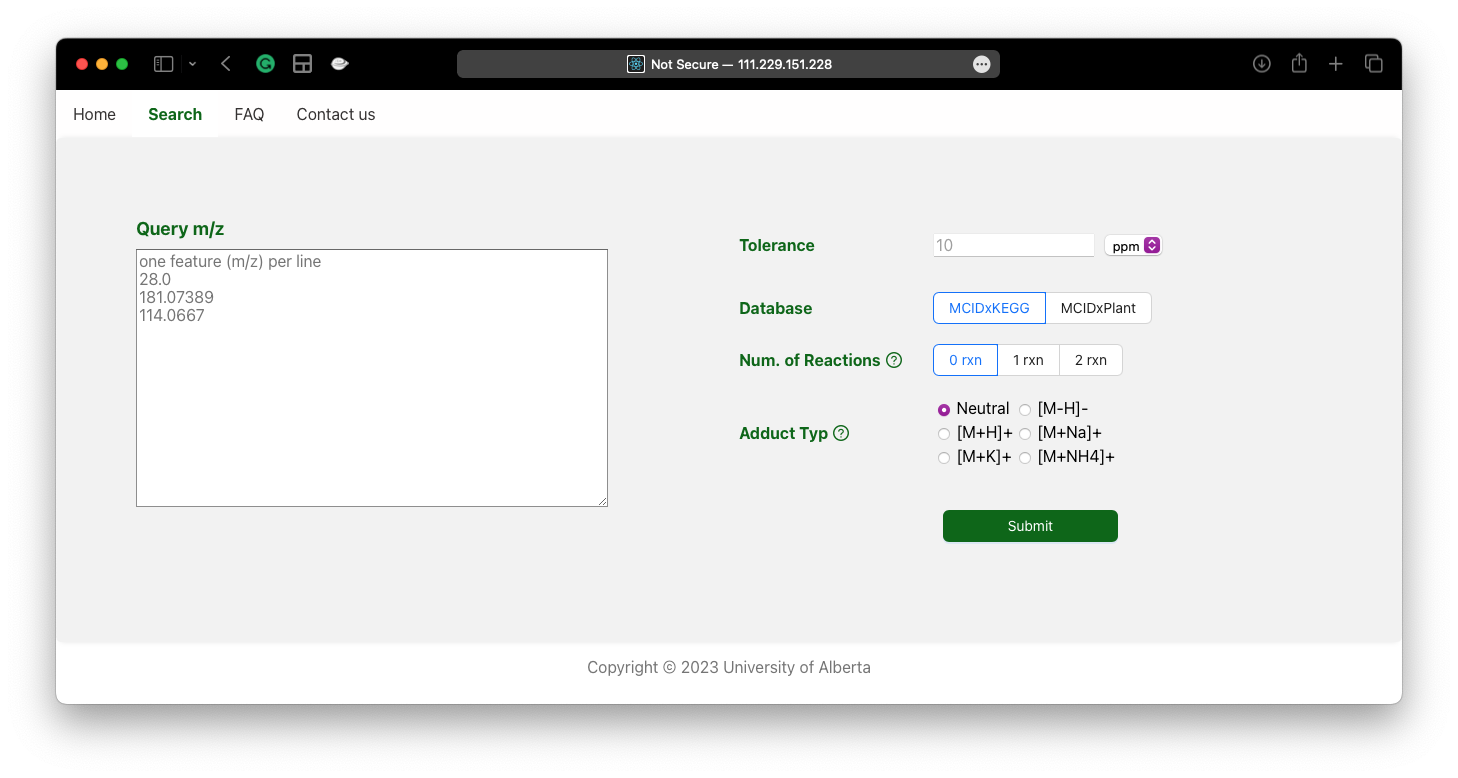 Not Secure — 111.229.151.228
Home Search FAQ Contact us
Query m/z
one feature (m/z) per line
28.0
181.07389
114.0667
Tolerance 10 ppm
Database MCIDxKEGG MCIDxPlant
Num. of Reactions ? 0 rxn 1 rxn 2 rxn
Adduct Typ ?
Neutral [M-H]-
[M+H]+ [M+Na]+
[M+K]+ [M+NH4]+
Submit
Copyright © 2023 University of Alberta